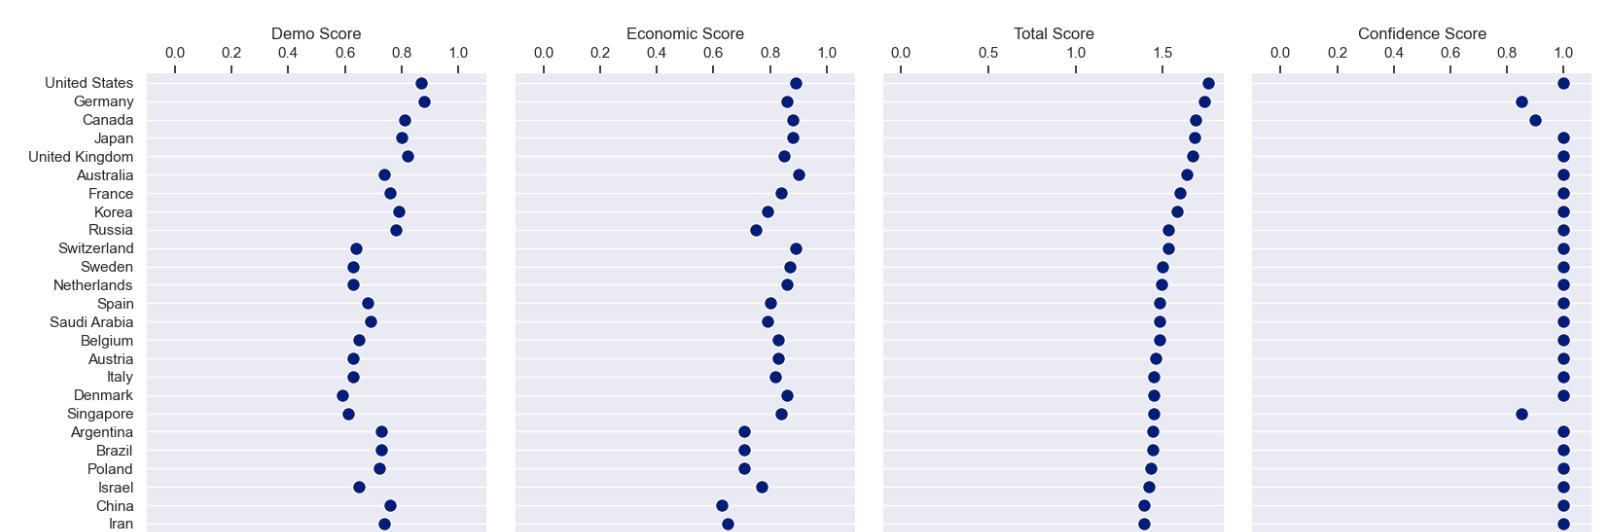 Demo Score Economic Score Total Score Confidence Score
0.0 0.2 0.4 0.6 0.8 1.0 0.0 0.2 0.4 0.6 0.8 1.0 0.0 0.5 1.0 1.5 0.0 0.2 0.4 0.6 0.8 1.0
United States
Germany
Canada
Japan
United Kingdom
Australia
France
Korea
Russia
Switzerland
Sweden
Netherlands
Spain
Saudi Arabia
Belgium
Austria
Italy
Denmark
Singapore
Argentina
Brazil
Poland
Israel
China
Iran